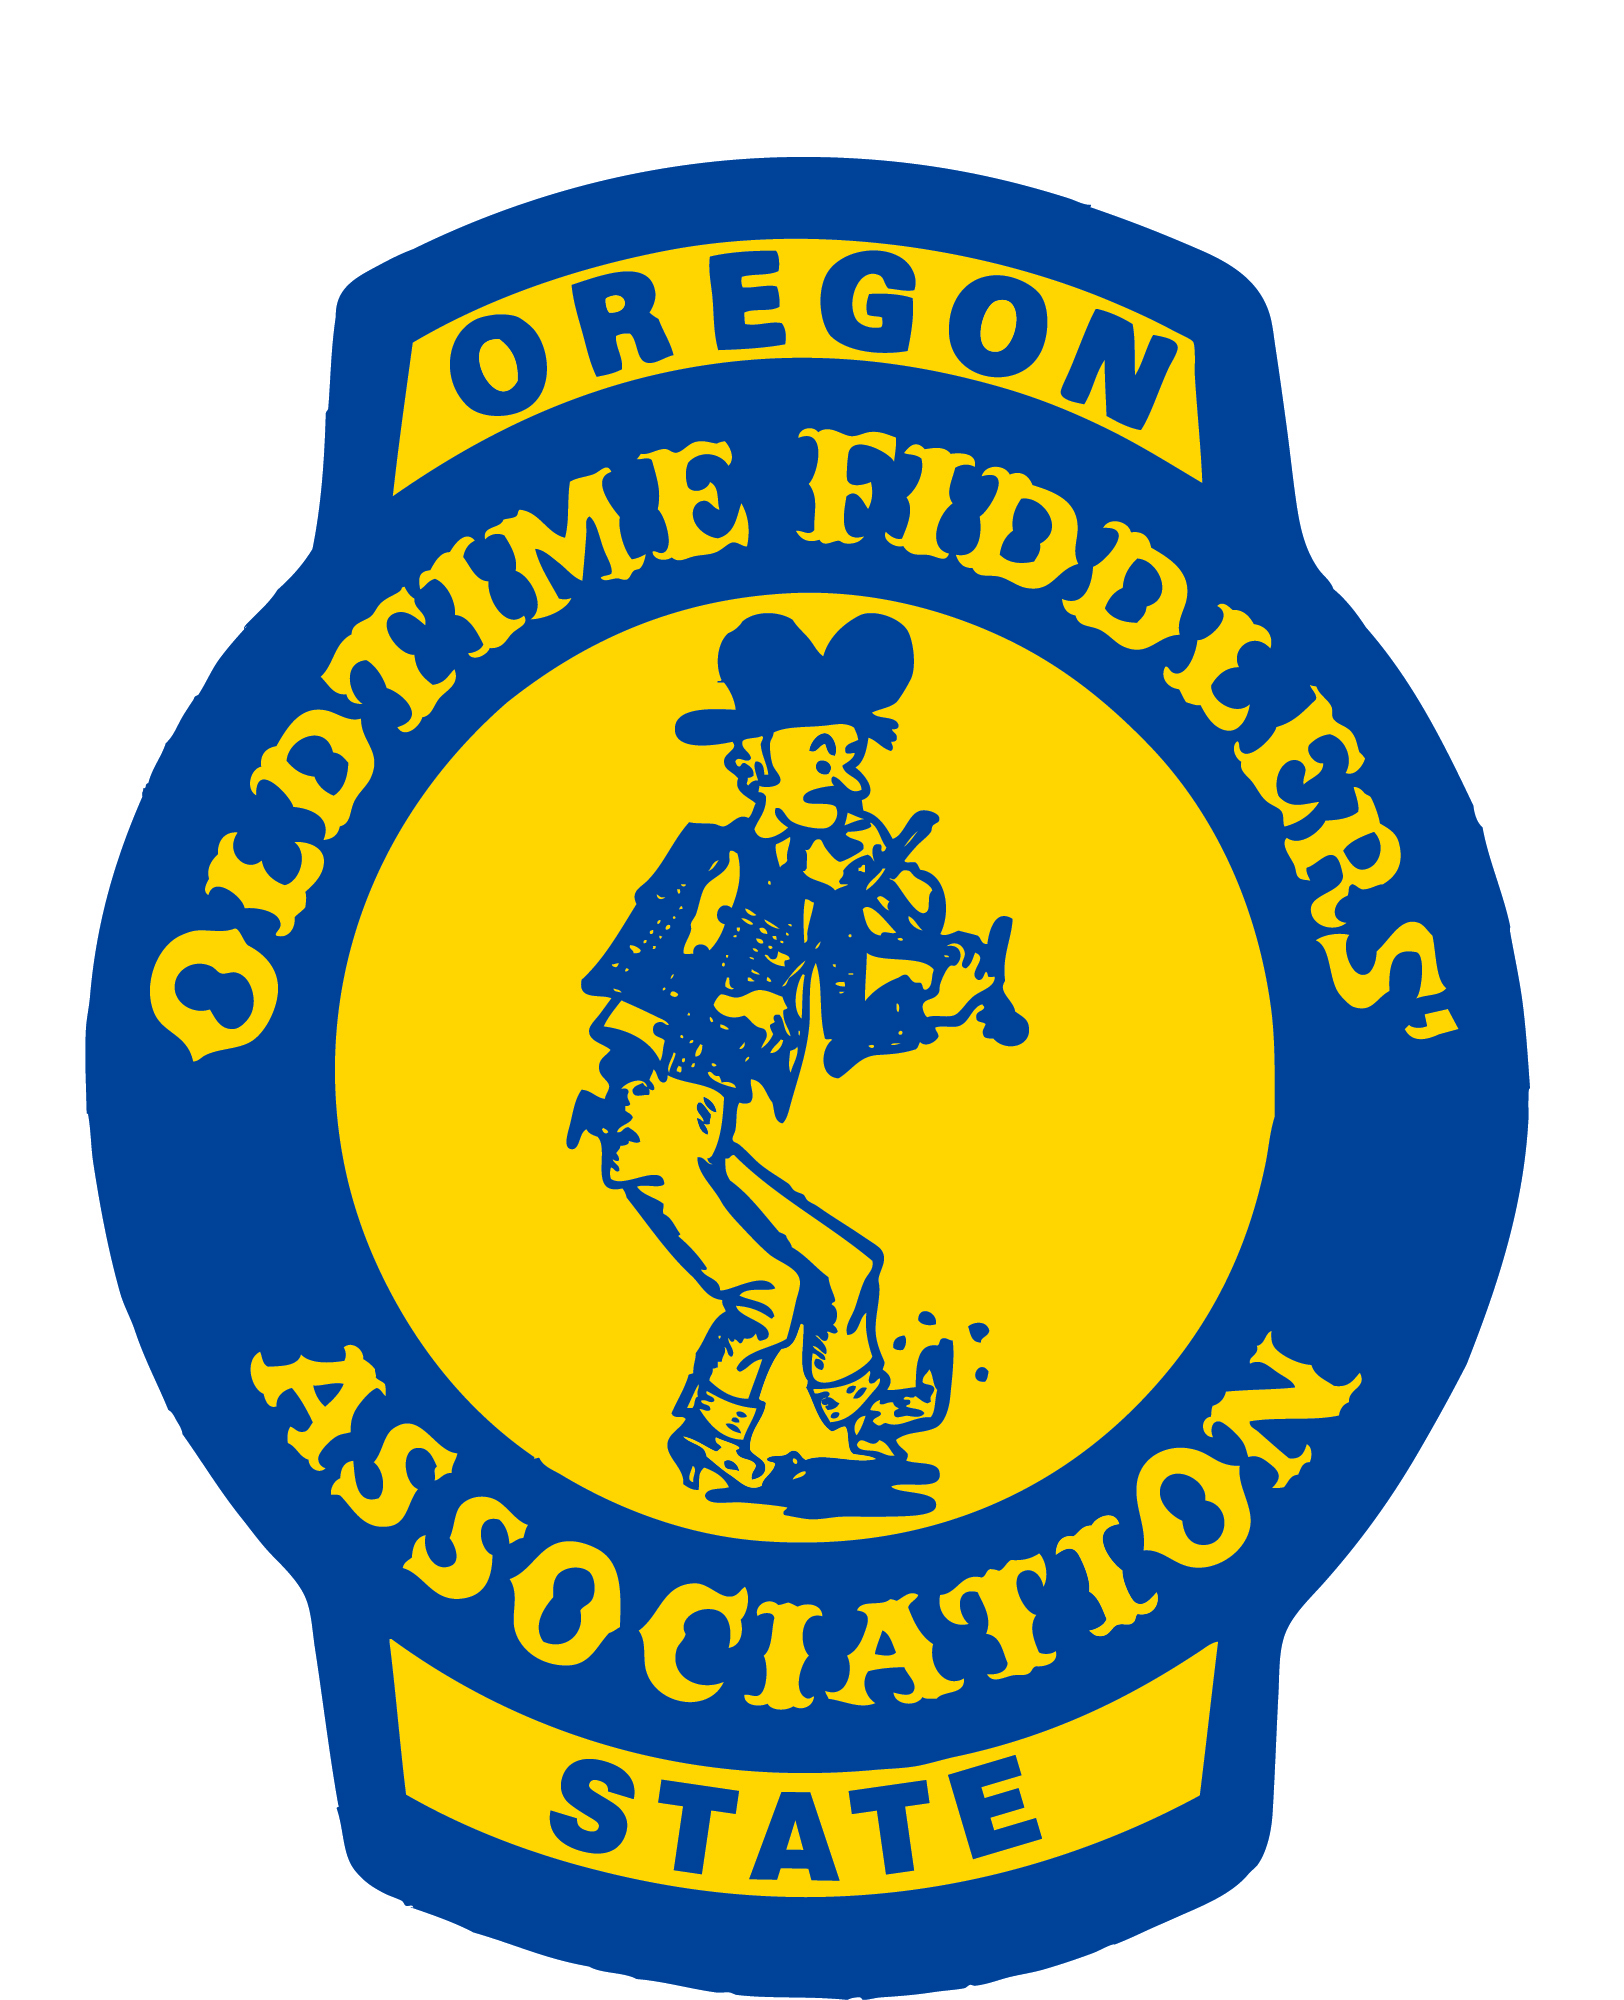 OREGON
OLDTIME FIDDLERS'
ASSOCIATION
STATE